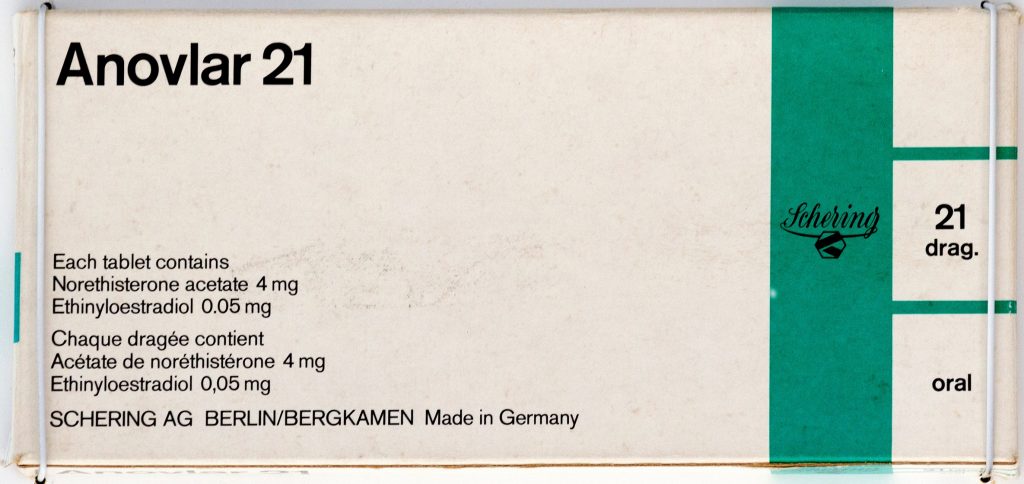 Anovlar 21
Each tablet contains
Norethisterone acetate 4 mg
Ethinyloestradiol 0.05 mg
Chaque dragée contient
Acétate de noréthistérone 4 mg
Ethinyloestradiol 0,05 mg
SCHERING AG BERLIN/BERGKAMEN Made in Germany
Schering
21
drag.
oral